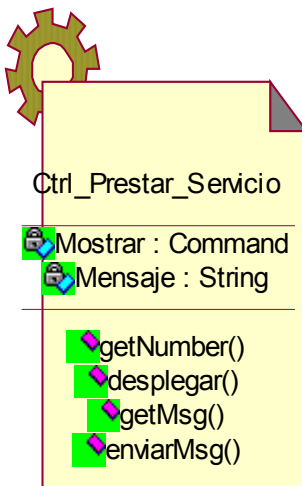 Ctrl_Prestar_Servicio
Mostrar : Command
Mensaje : String
getNumber()
desplegar()
getMsg()
enviarMsg()